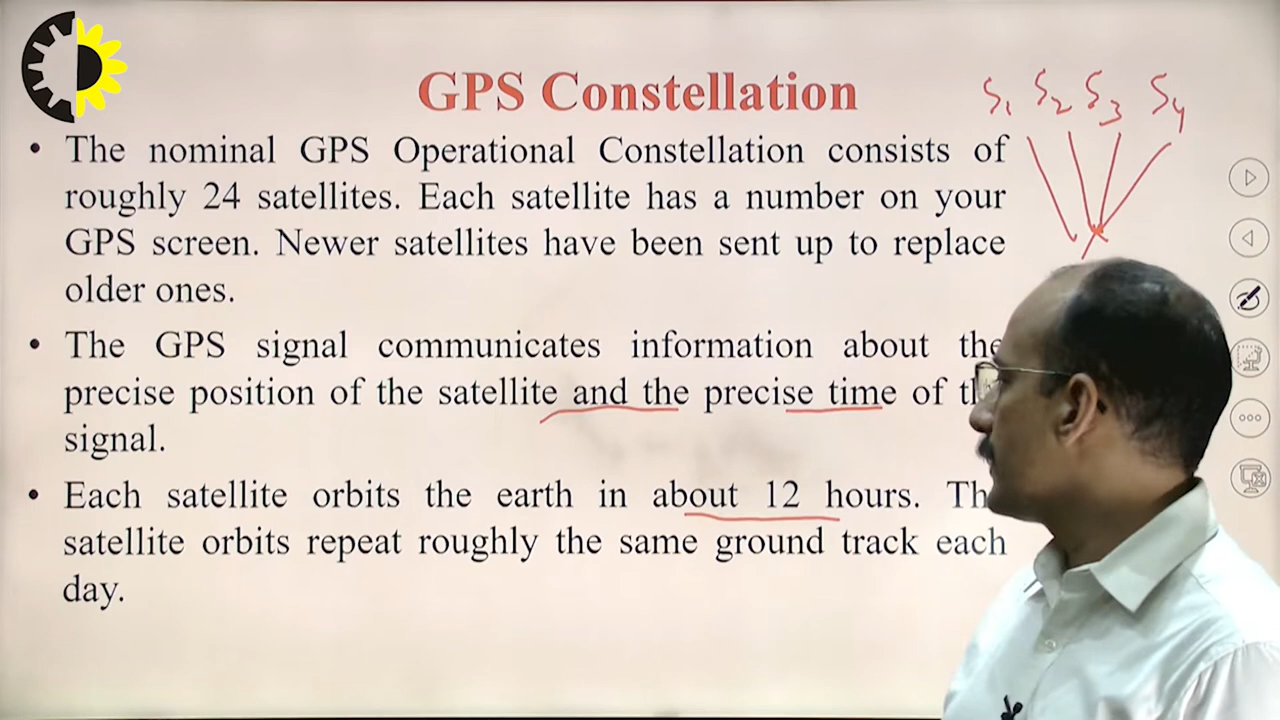 GPS Constellation
S1 S2 S3 S4
• The nominal GPS Operational Constellation consists of
roughly 24 satellites. Each satellite has a number on your
GPS screen. Newer satellites have been sent up to replace
older ones.
• The GPS signal communicates information about the
precise position of the satellite and the precise time of th
signal.
• Each satellite orbits the earth in about 12 hours. Th
satellite orbits repeat roughly the same ground track each
day.